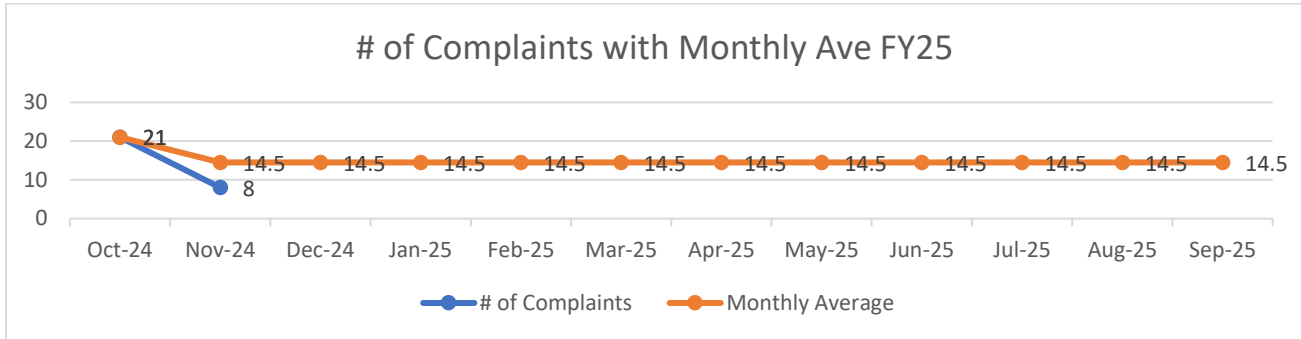 # of Complaints with Monthly Ave FY25
30
20
10
0
21
14.5 14.5 14.5 14.5 14.5 14.5 14.5 14.5 14.5 14.5 14.5
8
Oct-24 Nov-24 Dec-24 Jan-25 Feb-25 Mar-25 Apr-25 May-25 Jun-25 Jul-25 Aug-25 Sep-25
# of Complaints Monthly Average